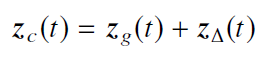 z_c(t) = z_g(t) + z_Δ(t)